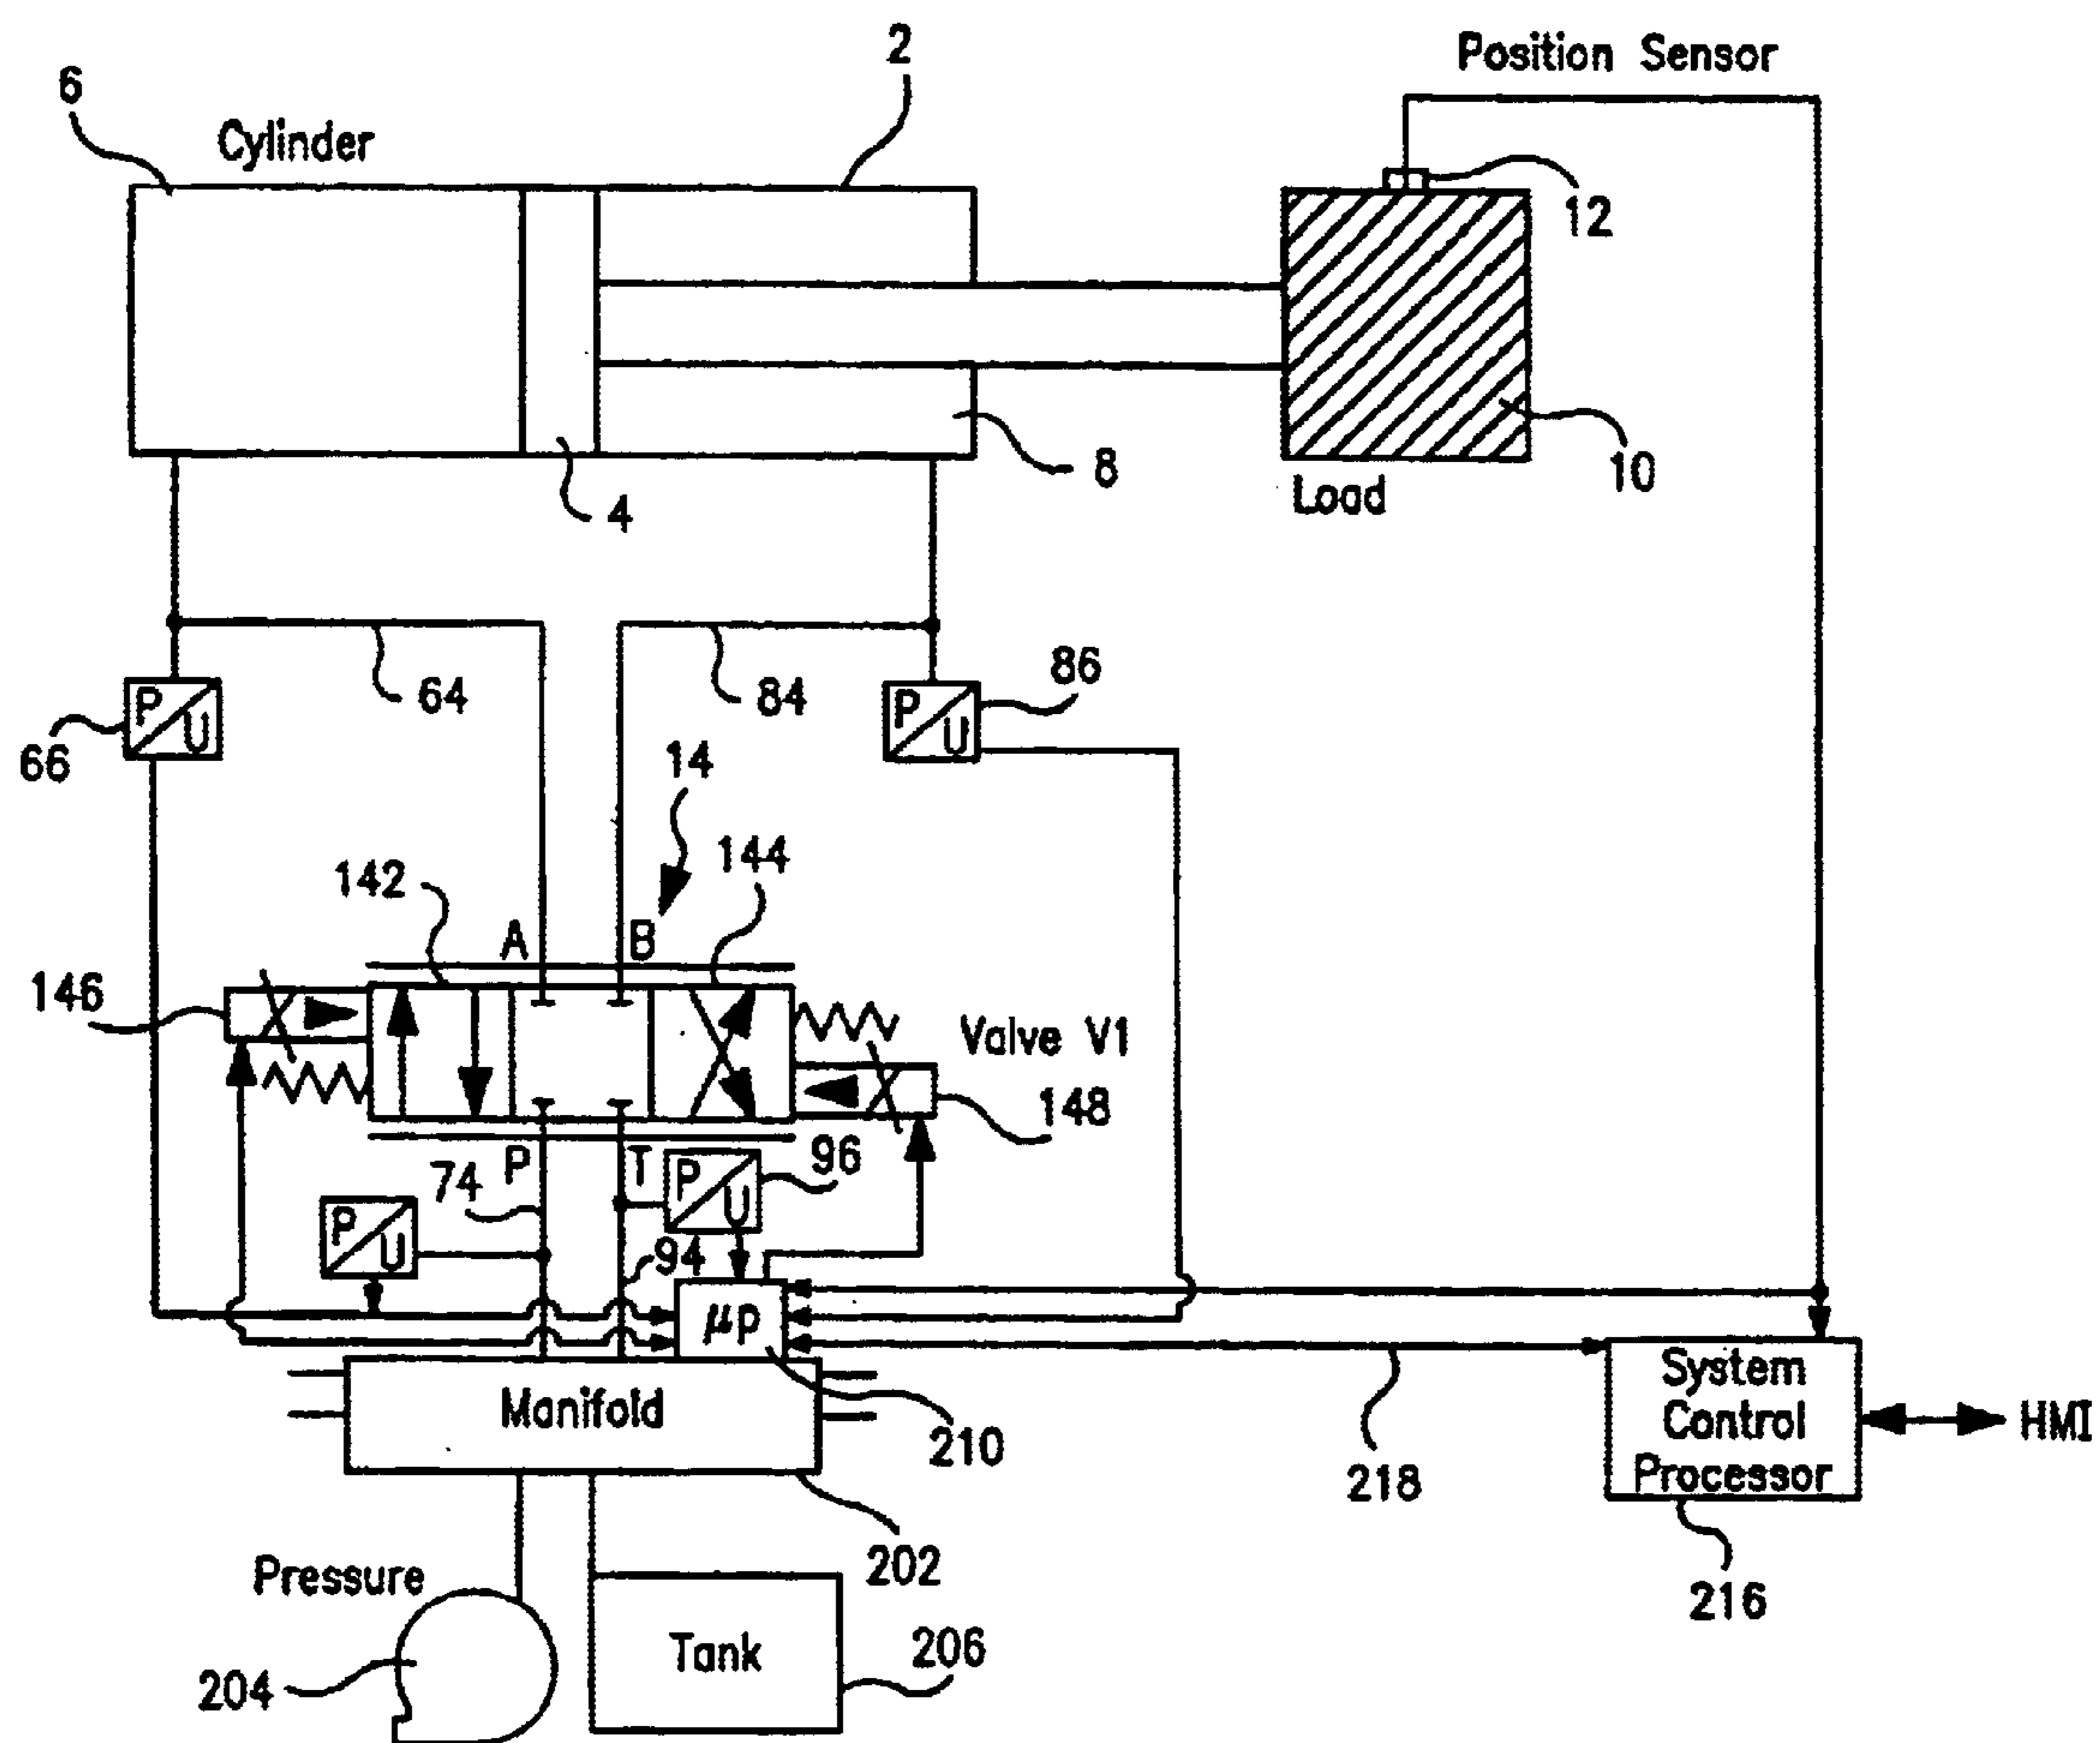 2
Position Sensor
6
Cylinder
12
8
10
4
Load
64
84
86
P
U
P
U
66
14
142
144
A
B
146
Valve V1
148
P
T
96
74
P
U
P
U
94
μp
Manifold
System
Control
Processor
HMI
210
218
202
216
Pressure
Tank
206
204